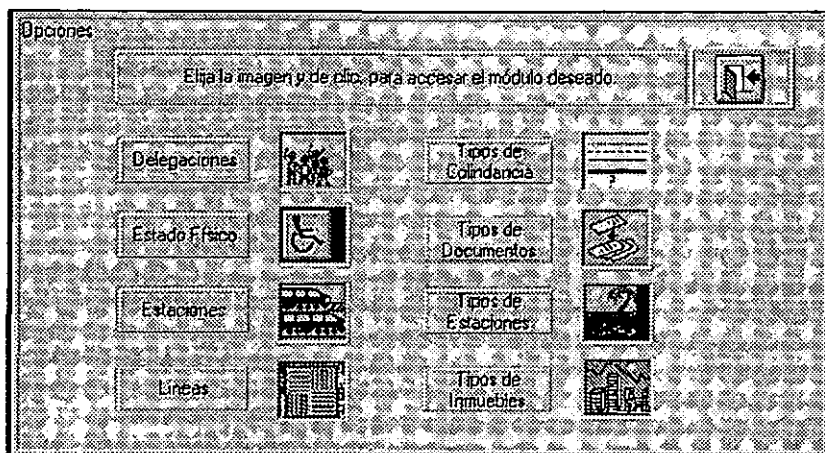 Opciones
Elija la imagen y de clic, para accesar el módulo deseado.
Delegaciones
Tipos de
Colindancia
Estado Físico
Tipos de
Documentos
Estaciones
Tipos de
Estaciones
Líneas
Tipos de
Inmuebles